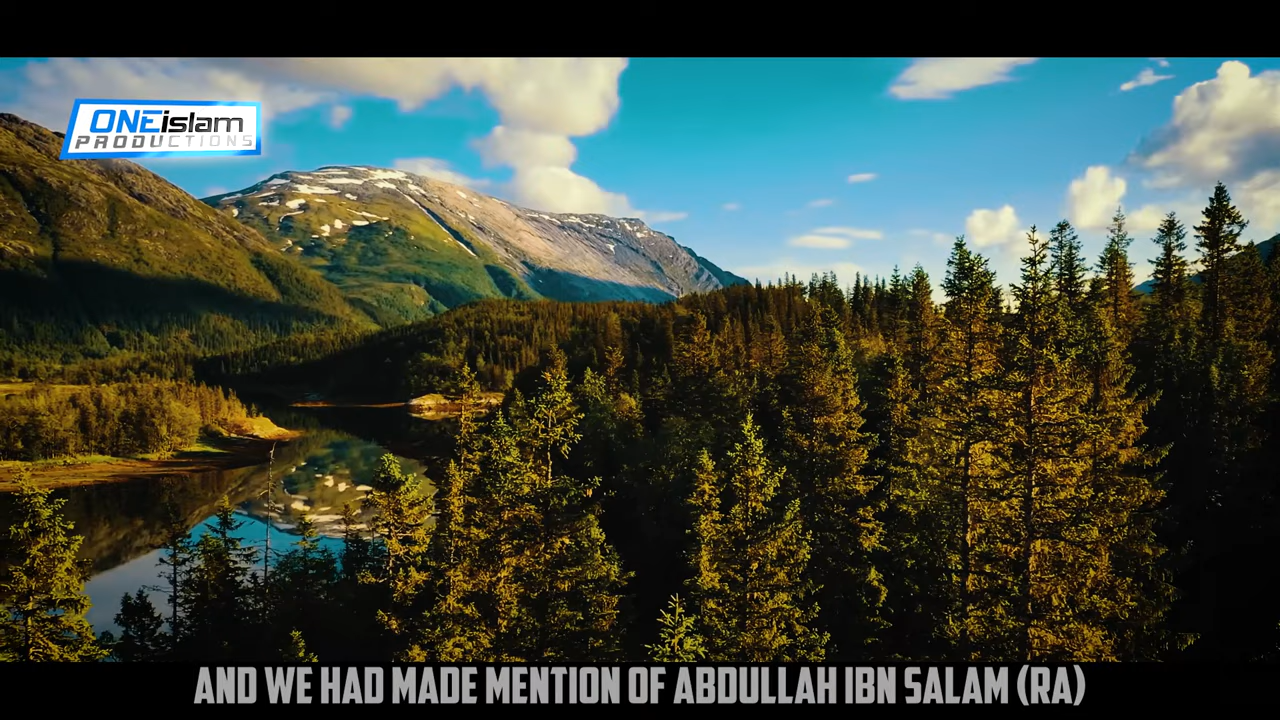 ONEislam
PRODUCTIONS
AND WE HAD MADE MENTION OF ABDULLAH IBN SALAM (RA)